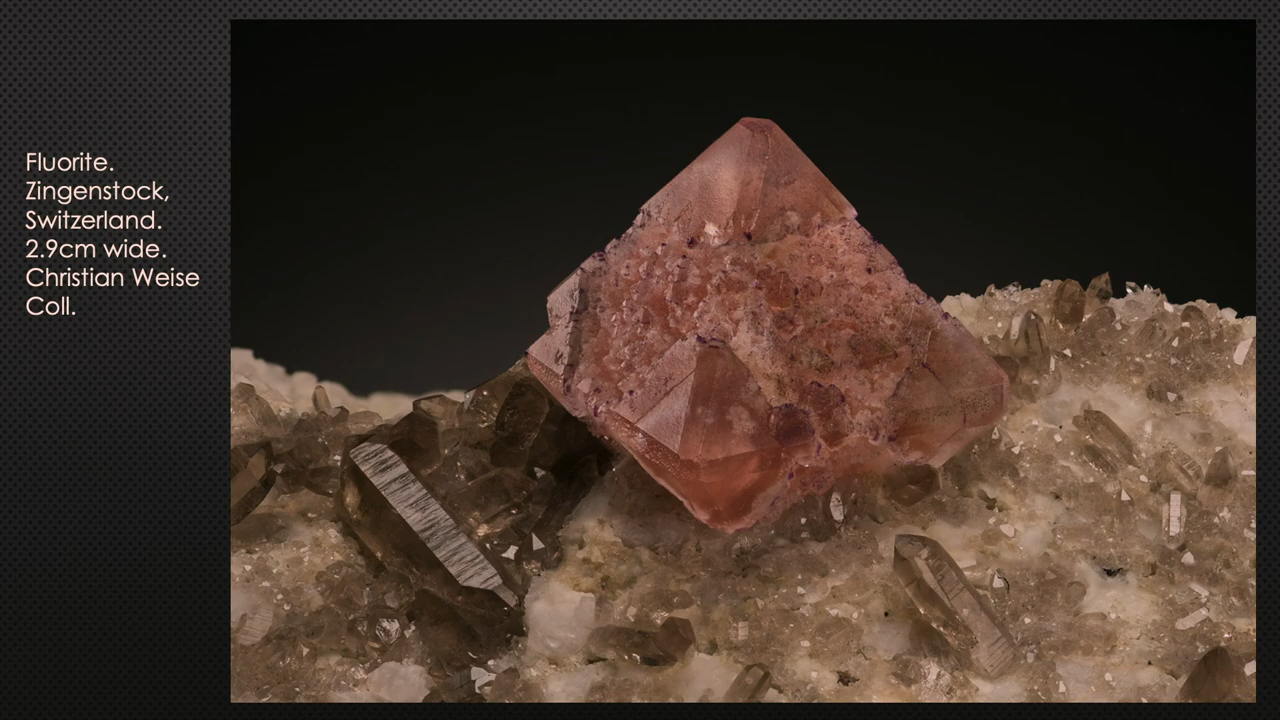 Fluorite.
Zingenstock,
Switzerland.
2.9cm wide.
Christian Weise
Coll.